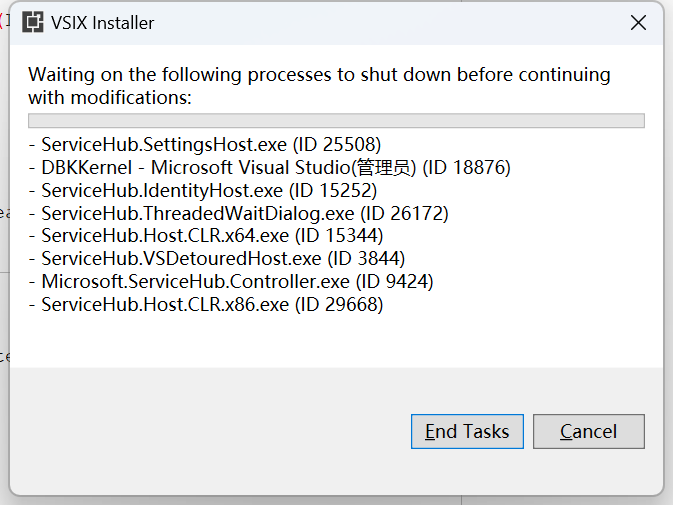 VSIX Installer
Waiting on the following processes to shut down before continuing
with modifications:
- ServiceHub.SettingsHost.exe (ID 25508)
- DBKKernel - Microsoft Visual Studio(管理员) (ID 18876)
- ServiceHub.IdentityHost.exe (ID 15252)
- ServiceHub.ThreadedWaitDialog.exe (ID 26172)
- ServiceHub.Host.CLR.x64.exe (ID 15344)
- ServiceHub.VSDetouredHost.exe (ID 3844)
- Microsoft.ServiceHub.Controller.exe (ID 9424)
- ServiceHub.Host.CLR.x86.exe (ID 29668)
End Tasks
Cancel